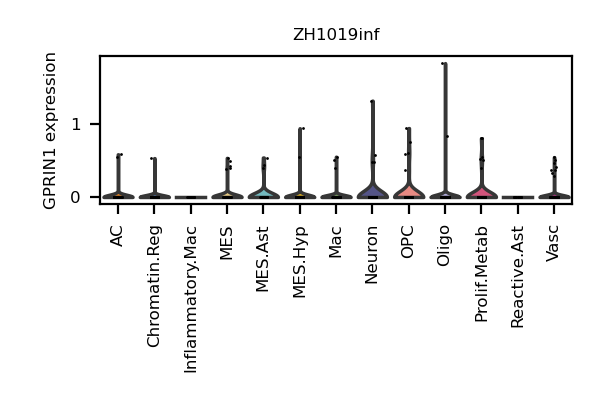 ZH1019inf
GPRIN1 expression
1
0
AC
Chromatin.Reg
Inflammatory.Mac
MES
MES.Ast
MES.Hyp
Mac
Neuron
OPC
Oligo
Prolif.Metab
Reactive.Ast
Vasc